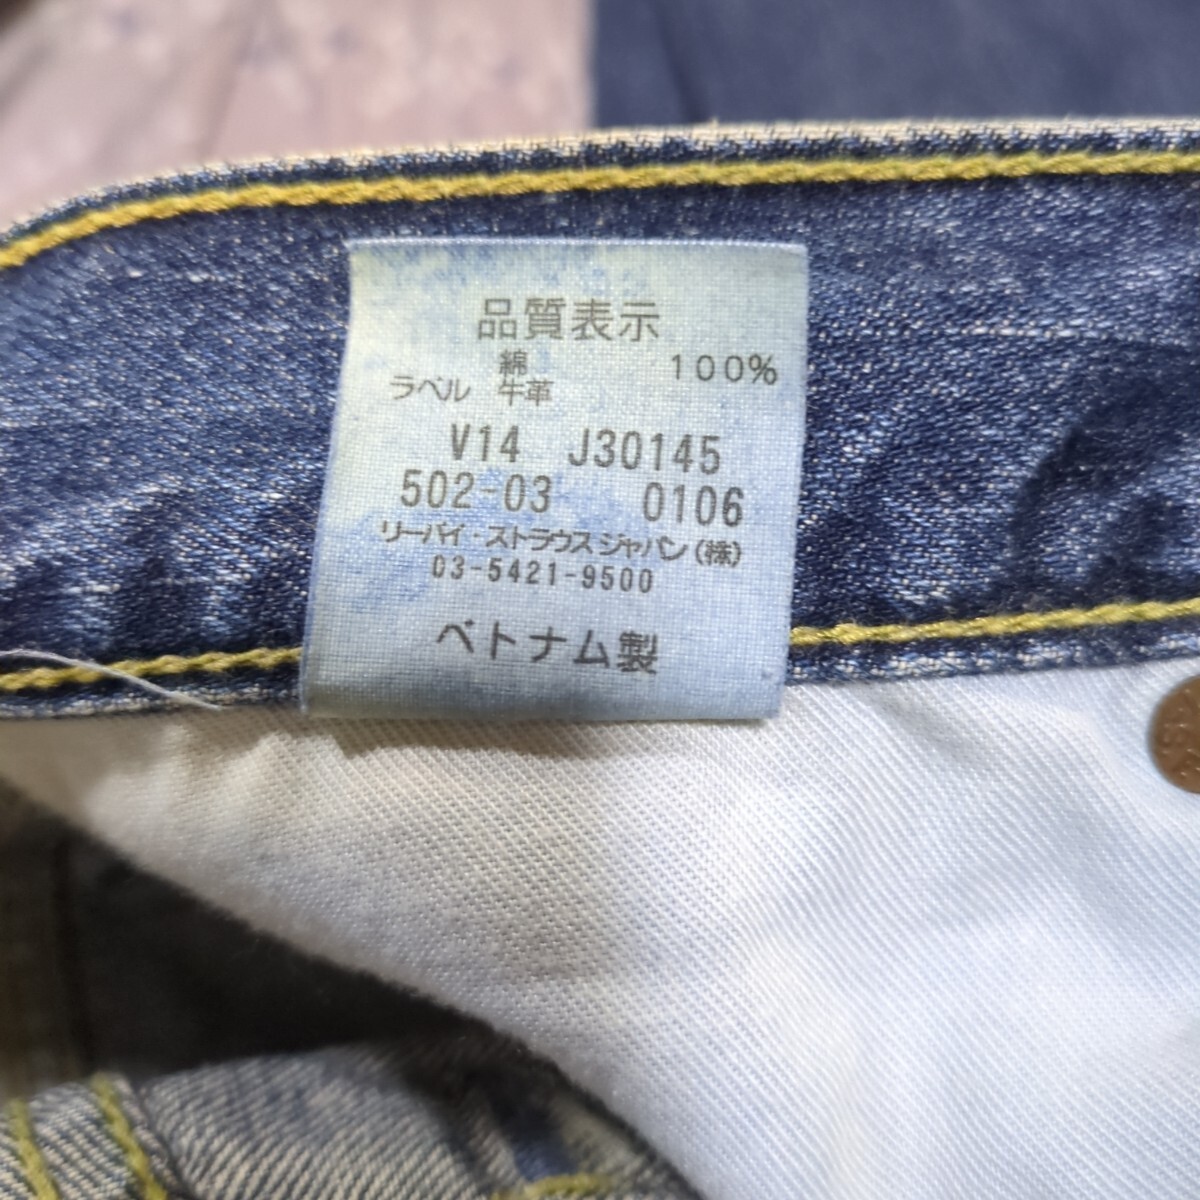 品質表示
綿 100%
ラベル 牛革
V14 J30145
502-03 0106
リーバイ・ストラウス ジャパン(株)
03-5421-9500
ベトナム製